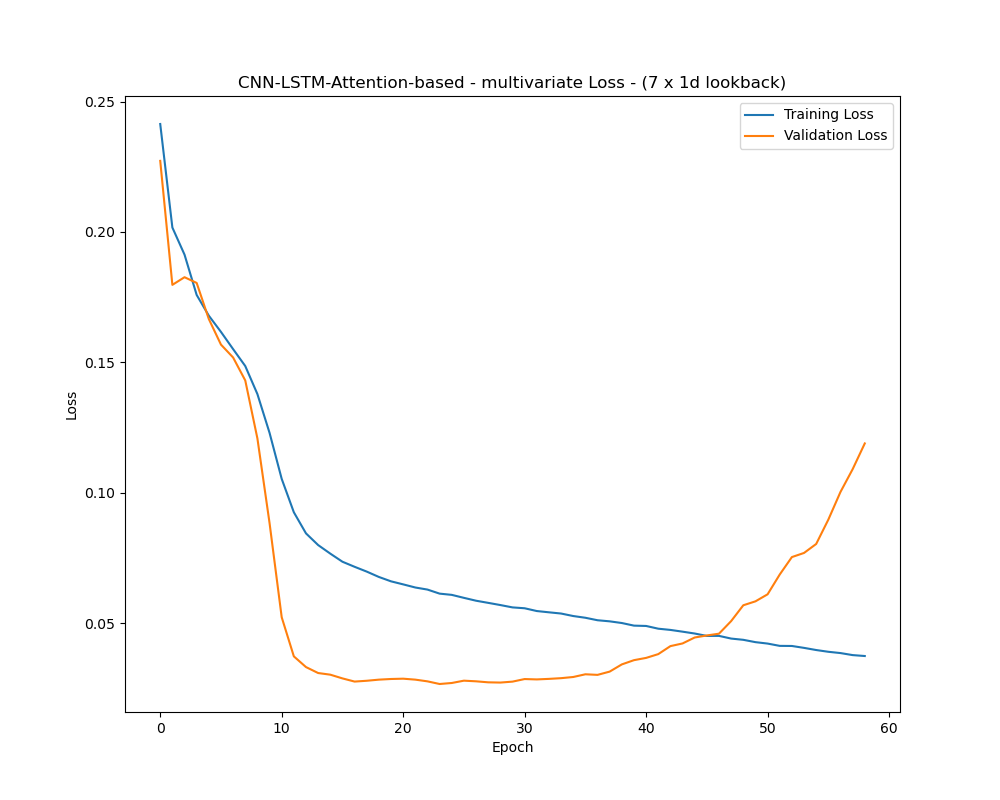 CNN-LSTM-Attention-based - multivariate Loss - (7 x 1d lookback)
Training Loss
Validation Loss
0.25
0.20
0.15
0.10
0.05
Loss
0 10 20 30 40 50 60
Epoch